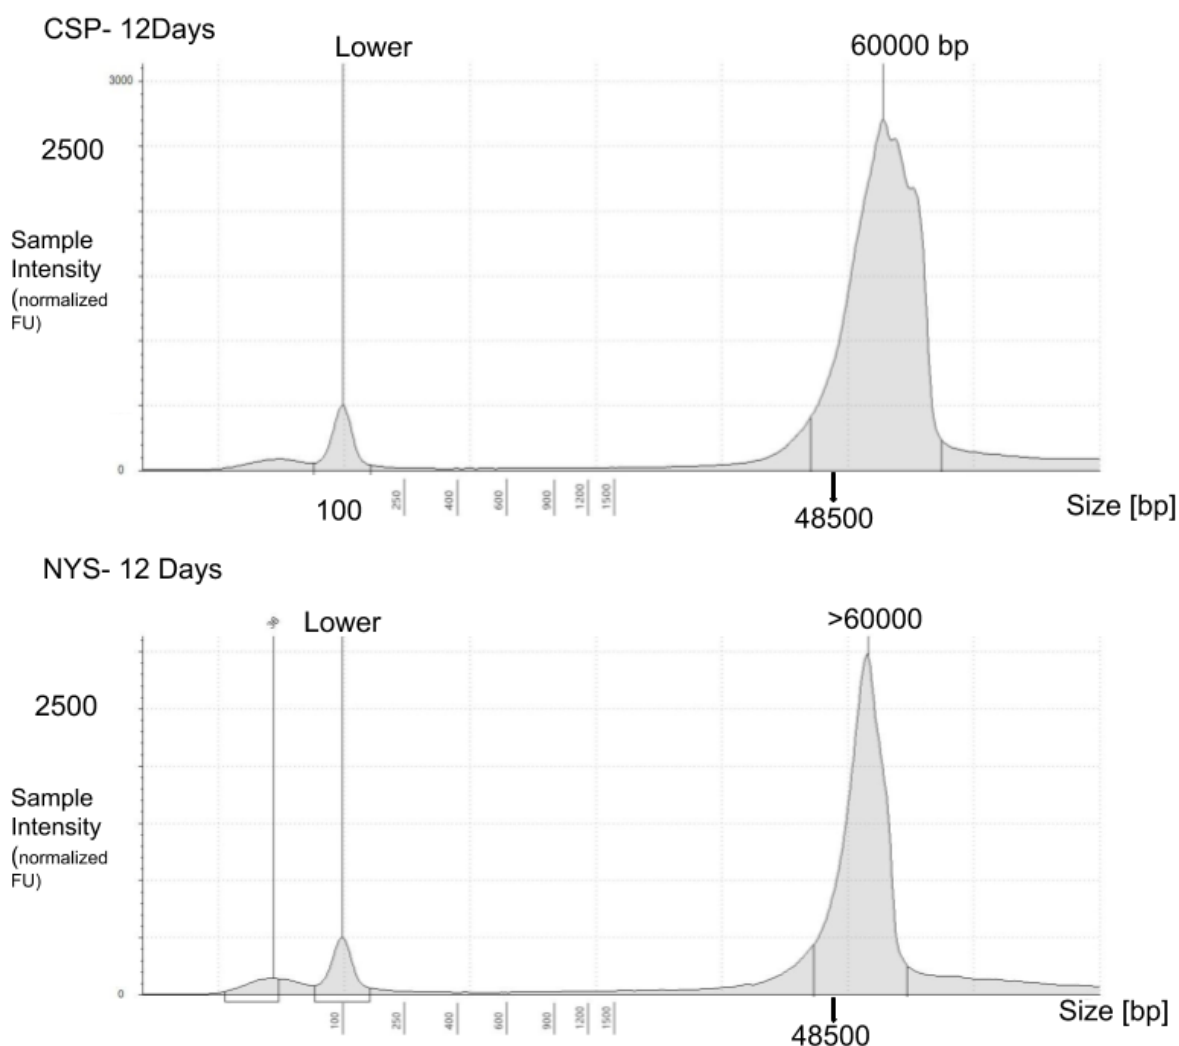 CSP- 12Days
Lower
60000 bp
3000
2500
Sample
Intensity
(normalized
FU)
0
100
250
400
600
900
1200
1500
48500
Size [bp]
NYS- 12 Days
36
Lower
>60000
2500
Sample
Intensity
(normalized
FU)
0
100
250
400
600
900
1200
1500
48500
Size [bp]